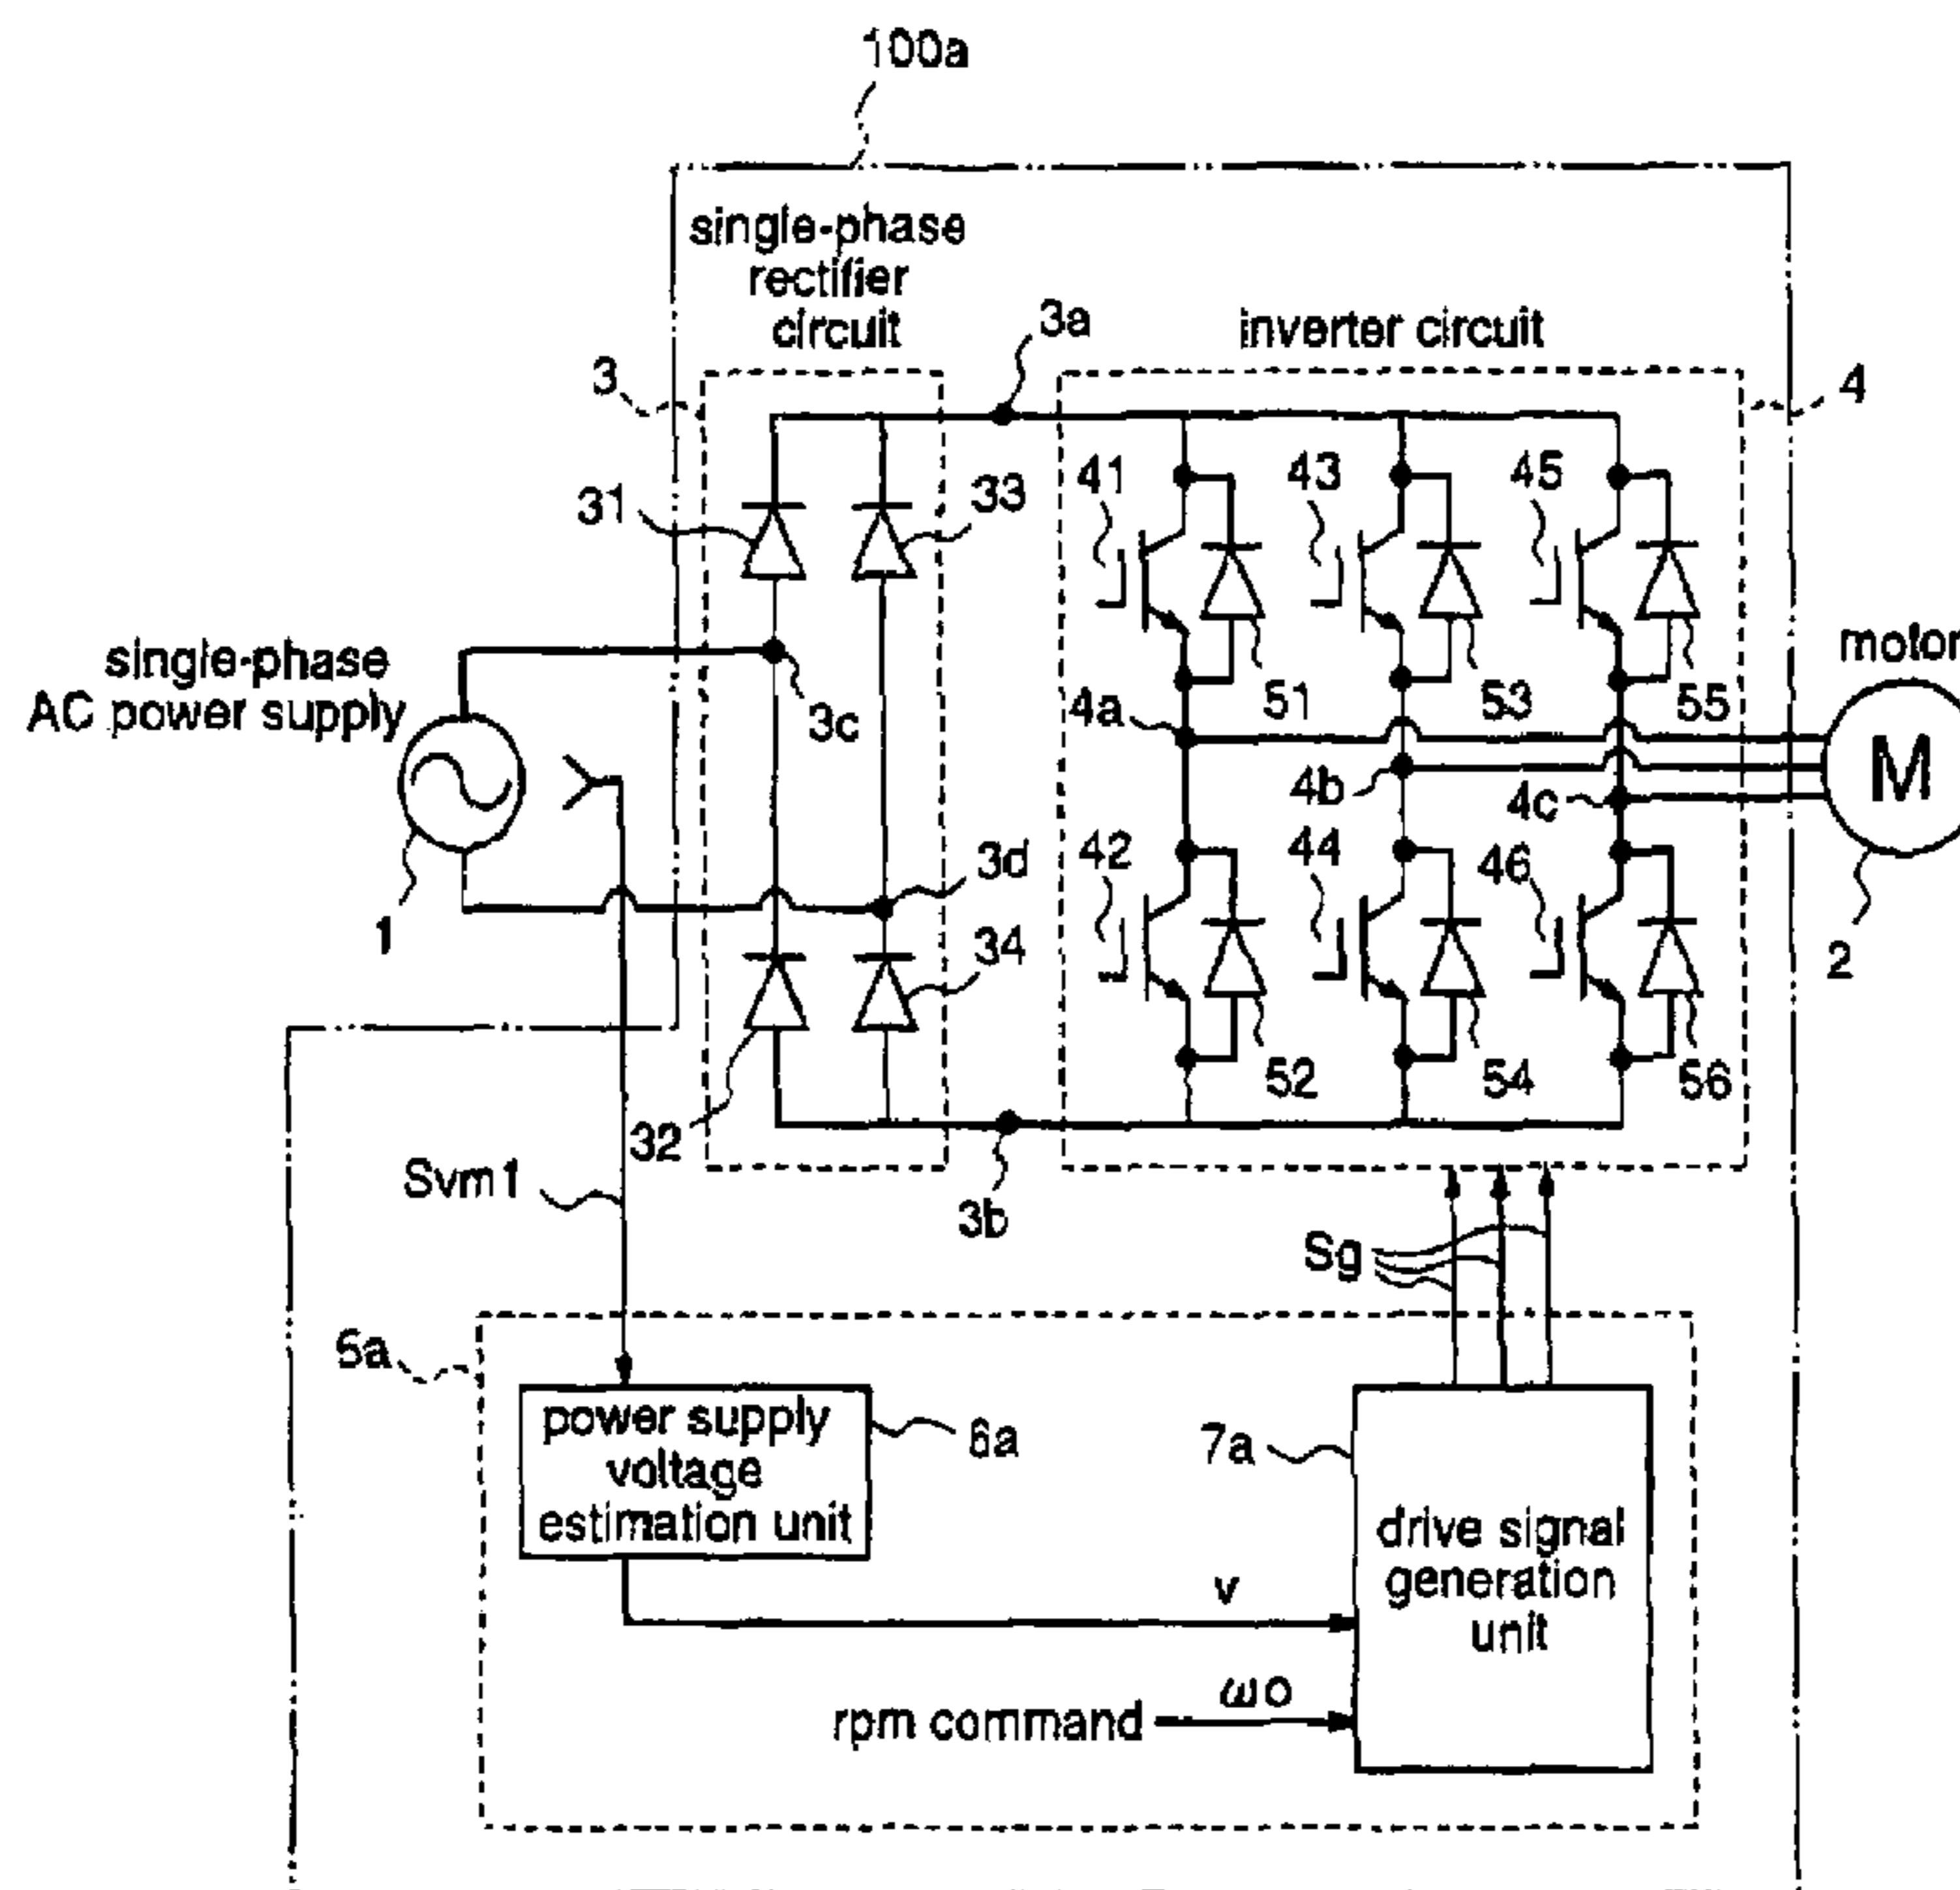 100a
single-phase
rectifier
circuit
3a
inverter circuit
3
4
31
33
41
43
45
single-phase
AC power supply
3c
51
53
55
motor
4a
4b
4c
M
1
3d
42
44
46
34
2
52
54
56
32
Svm1
3b
Sg
5a
power supply
voltage
estimation unit
6a
7a
drive signal
generation
unit
v
ωo
rpm command